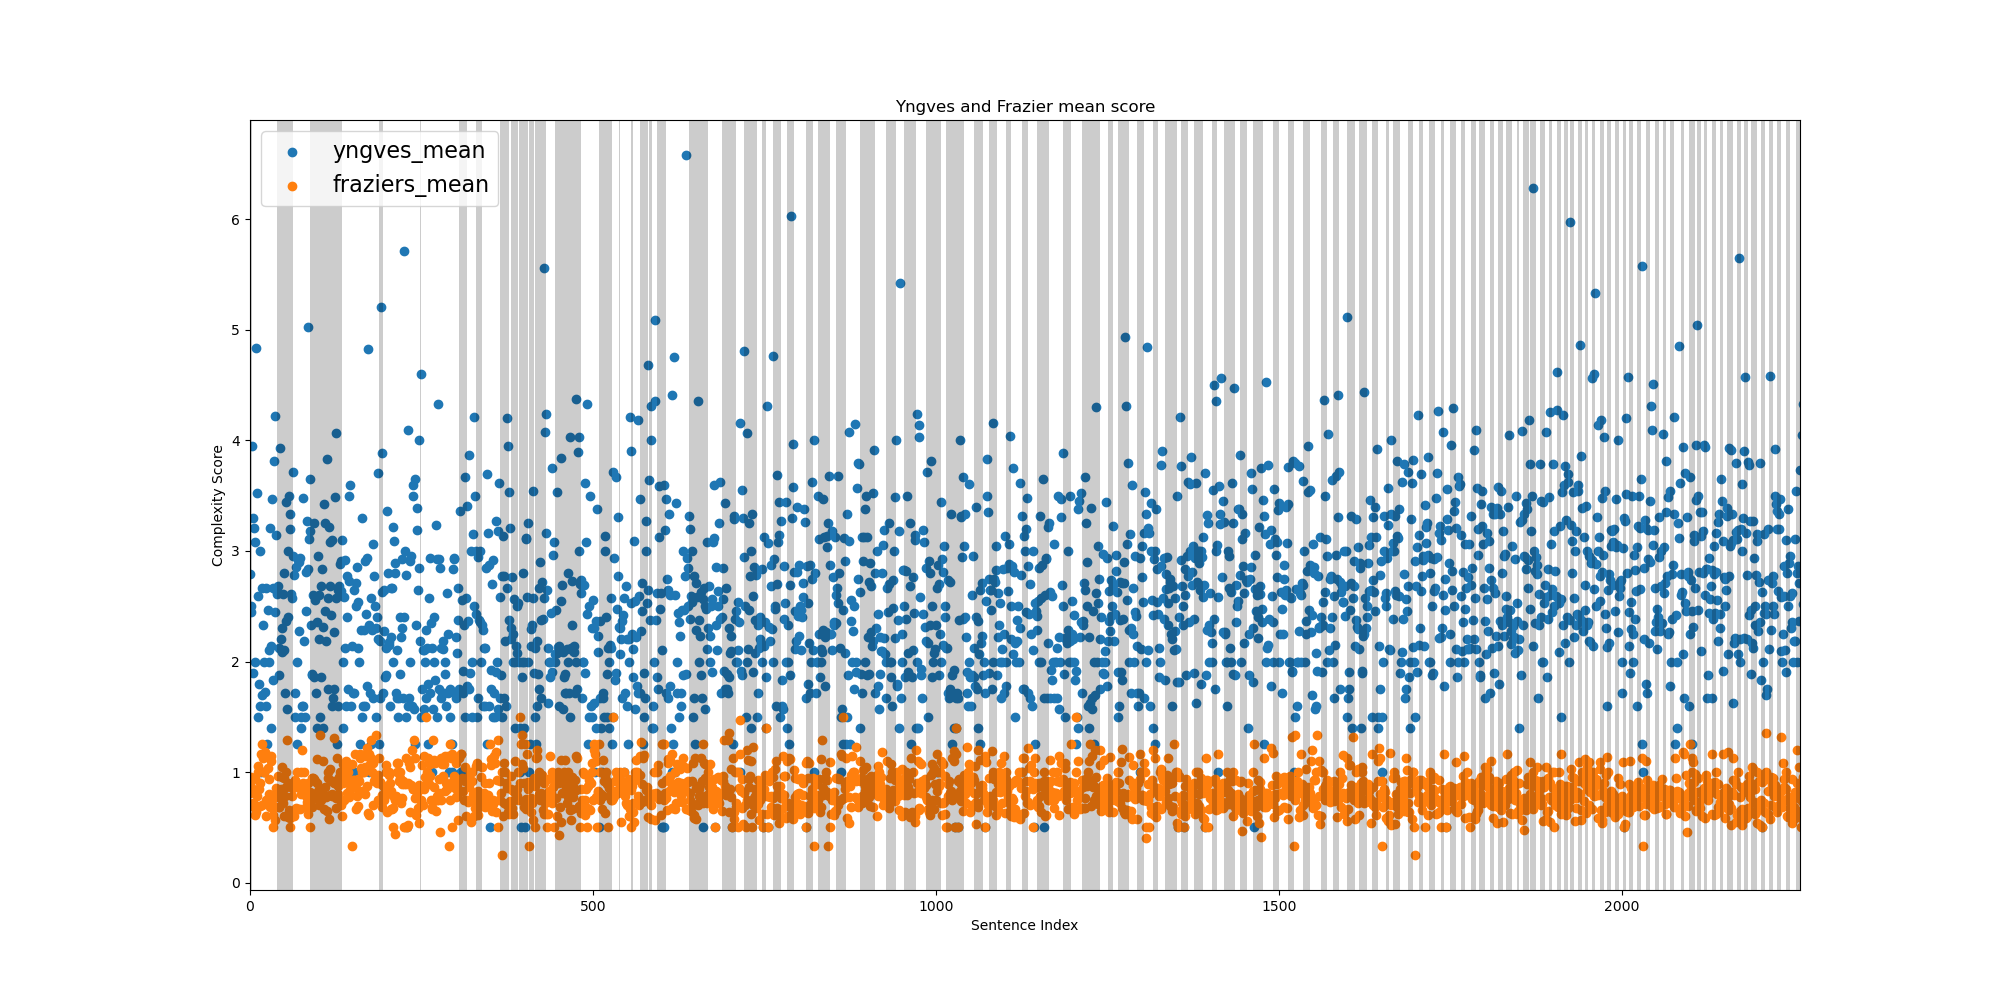 Yngves and Frazier mean score
yngves_mean
fraziers_mean
Complexity Score
6
5
4
3
2
1
0
0 500 1000 1500 2000
Sentence Index